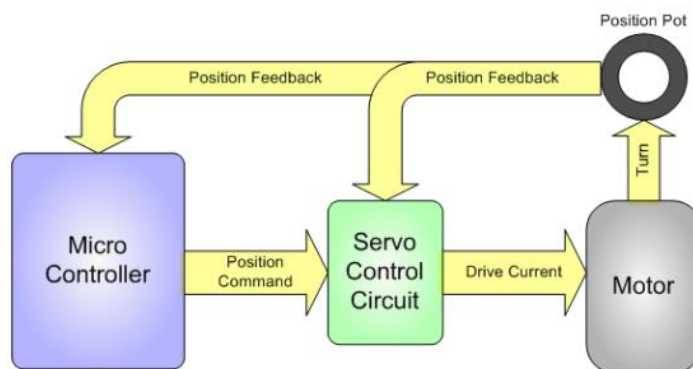 Position Pot
Position Feedback
Position Feedback
Turn
Micro
Controller
Position
Command
Servo
Control
Circuit
Drive Current
Motor